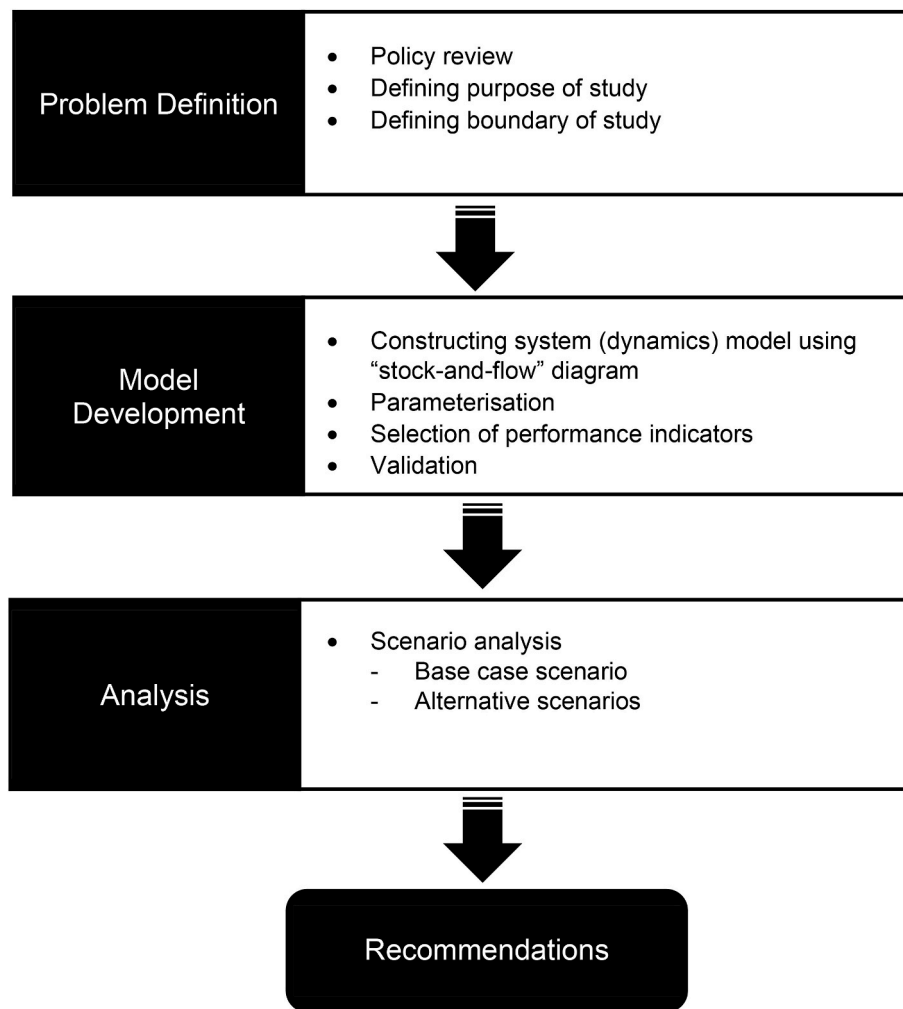 Problem Definition
• Policy review
• Defining purpose of study
• Defining boundary of study
Model
Development
• Constructing system (dynamics) model using
“stock-and-flow” diagram
• Parameterisation
• Selection of performance indicators
• Validation
Analysis
• Scenario analysis
- Base case scenario
- Alternative scenarios
Recommendations